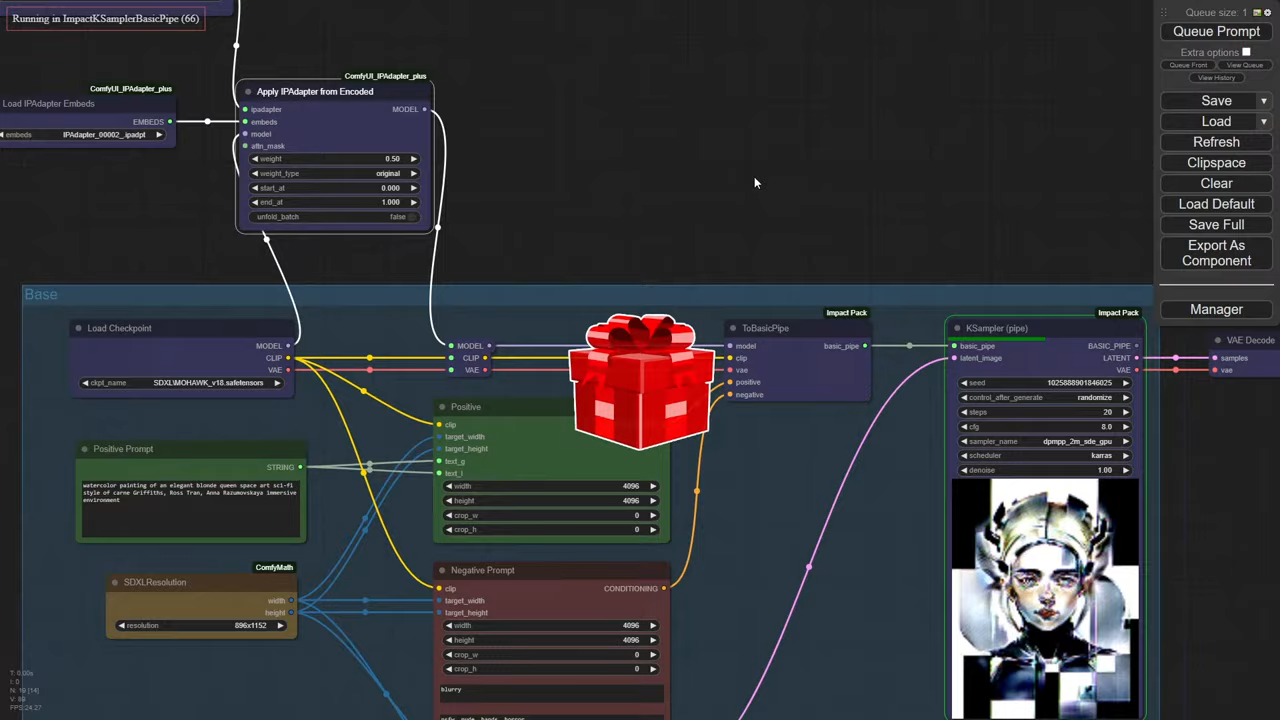 Running in ImpactKSamplerBasicPipe (66)
ComfyUI_IPAdapter_plus
Load IPAdapter Embeds
EMBEDS
embeds IPAdapter_00002_.ipadpt
ComfyUI_IPAdapter_plus
Apply IPAdapter from Encoded
ipadapter MODEL
embeds
model
attn_mask
weight 0.50
weight_type original
start_at 0.000
end_at 1.000
unfold_batch false
Base
Load Checkpoint
MODEL
CLIP
VAE
ckpt_name SDXL\MOHAWK_v18.safetensors
MODEL
CLIP
VAE
Positive Prompt
STRING
watercolor painting of an elegant blonde queen space art sci-fi
style of carne Griffiths, Ross Tran, Anna Razumovskaya immersive
environment
ComfyMath
SDXLResolution
width
height
resolution 896x1152
Positive
clip
target_width
target_height
text_g
text_l
width 4096
height 4096
crop_w 0
crop_h 0
Negative Prompt
clip CONDITIONING
target_width
target_height
width 4096
height 4096
crop_w 0
crop_h 0
blurry
Impact Pack
ToBasicPipe
model basic_pipe
clip
vae
positive
negative
Impact Pack
KSampler (pipe)
basic_pipe BASIC_PIPE
latent_image LATENT
VAE
seed 1025888901846025
control_after_generate randomize
steps 20
cfg 8.0
sampler_name dpmpp_2m_sde_gpu
scheduler karras
denoise 1.00
VAE Decode
samples
vae
Queue size: 1
Queue Prompt
Extra options
Queue Front View Queue
View History
Save
Load
Refresh
Clipspace
Clear
Load Default
Save Full
Export As
Component
Manager
T: 0.00s
I: 0
N: 19 [14]
FPS:24.27